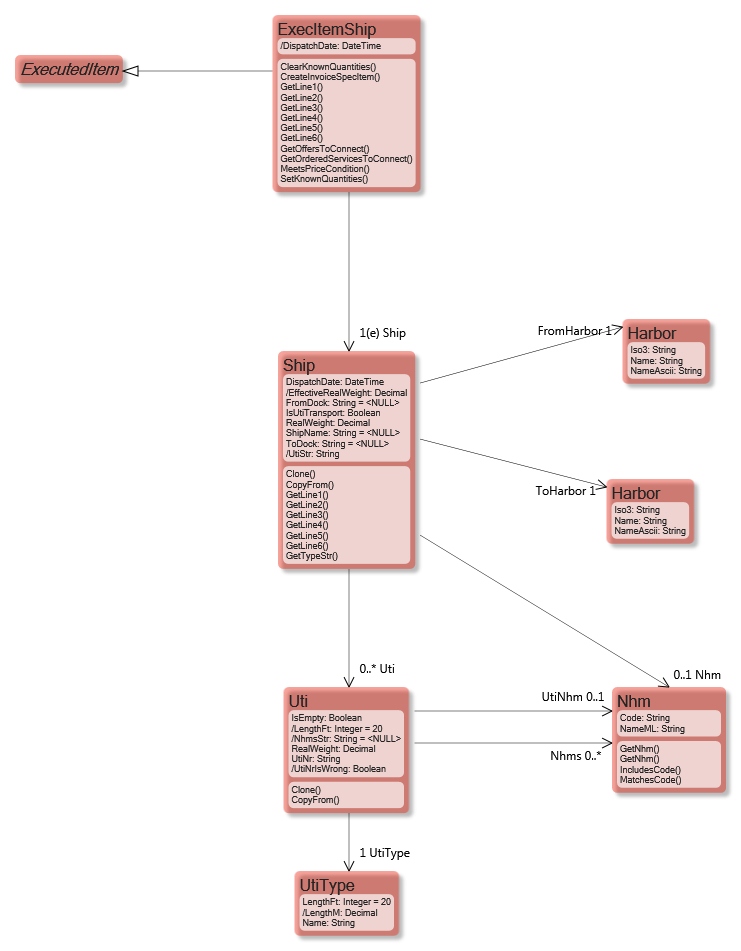 ExecItemShip
/DispatchDate: DateTime
ClearKnownQuantities()
CreateInvoiceSpecItem()
GetLine1()
GetLine2()
GetLine3()
GetLine4()
GetLine5()
GetLine6()
GetOffersToConnect()
GetOrderedServicesToConnect()
MeetsPriceCondition()
SetKnownQuantities()
ExecutedItem
1(e) Ship
Ship
DispatchDate: DateTime
/EffectiveRealWeight: Decimal
FromDock: String = <NULL>
IsUtiTransport: Boolean
RealWeight: Decimal
ShipName: String = <NULL>
ToDock: String = <NULL>
/UtiStr: String
Clone()
CopyFrom()
GetLine1()
GetLine2()
GetLine3()
GetLine4()
GetLine5()
GetLine6()
GetTypeStr()
FromHarbor 1
Harbor
Iso3: String
Name: String
NameAscii: String
ToHarbor 1
Harbor
Iso3: String
Name: String
NameAscii: String
0..* Uti
0..1 Nhm
Uti
IsEmpty: Boolean
/LengthFt: Integer = 20
/NhmsStr: String = <NULL>
RealWeight: Decimal
UtiNr: String
/UtiNrIsWrong: Boolean
Clone()
CopyFrom()
UtiNhm 0..1
Nhms 0..*
Nhm
Code: String
NameML: String
GetNhm()
GetNhm()
IncludesCode()
MatchesCode()
1 UtiType
UtiType
LengthFt: Integer = 20
/LengthM: Decimal
Name: String